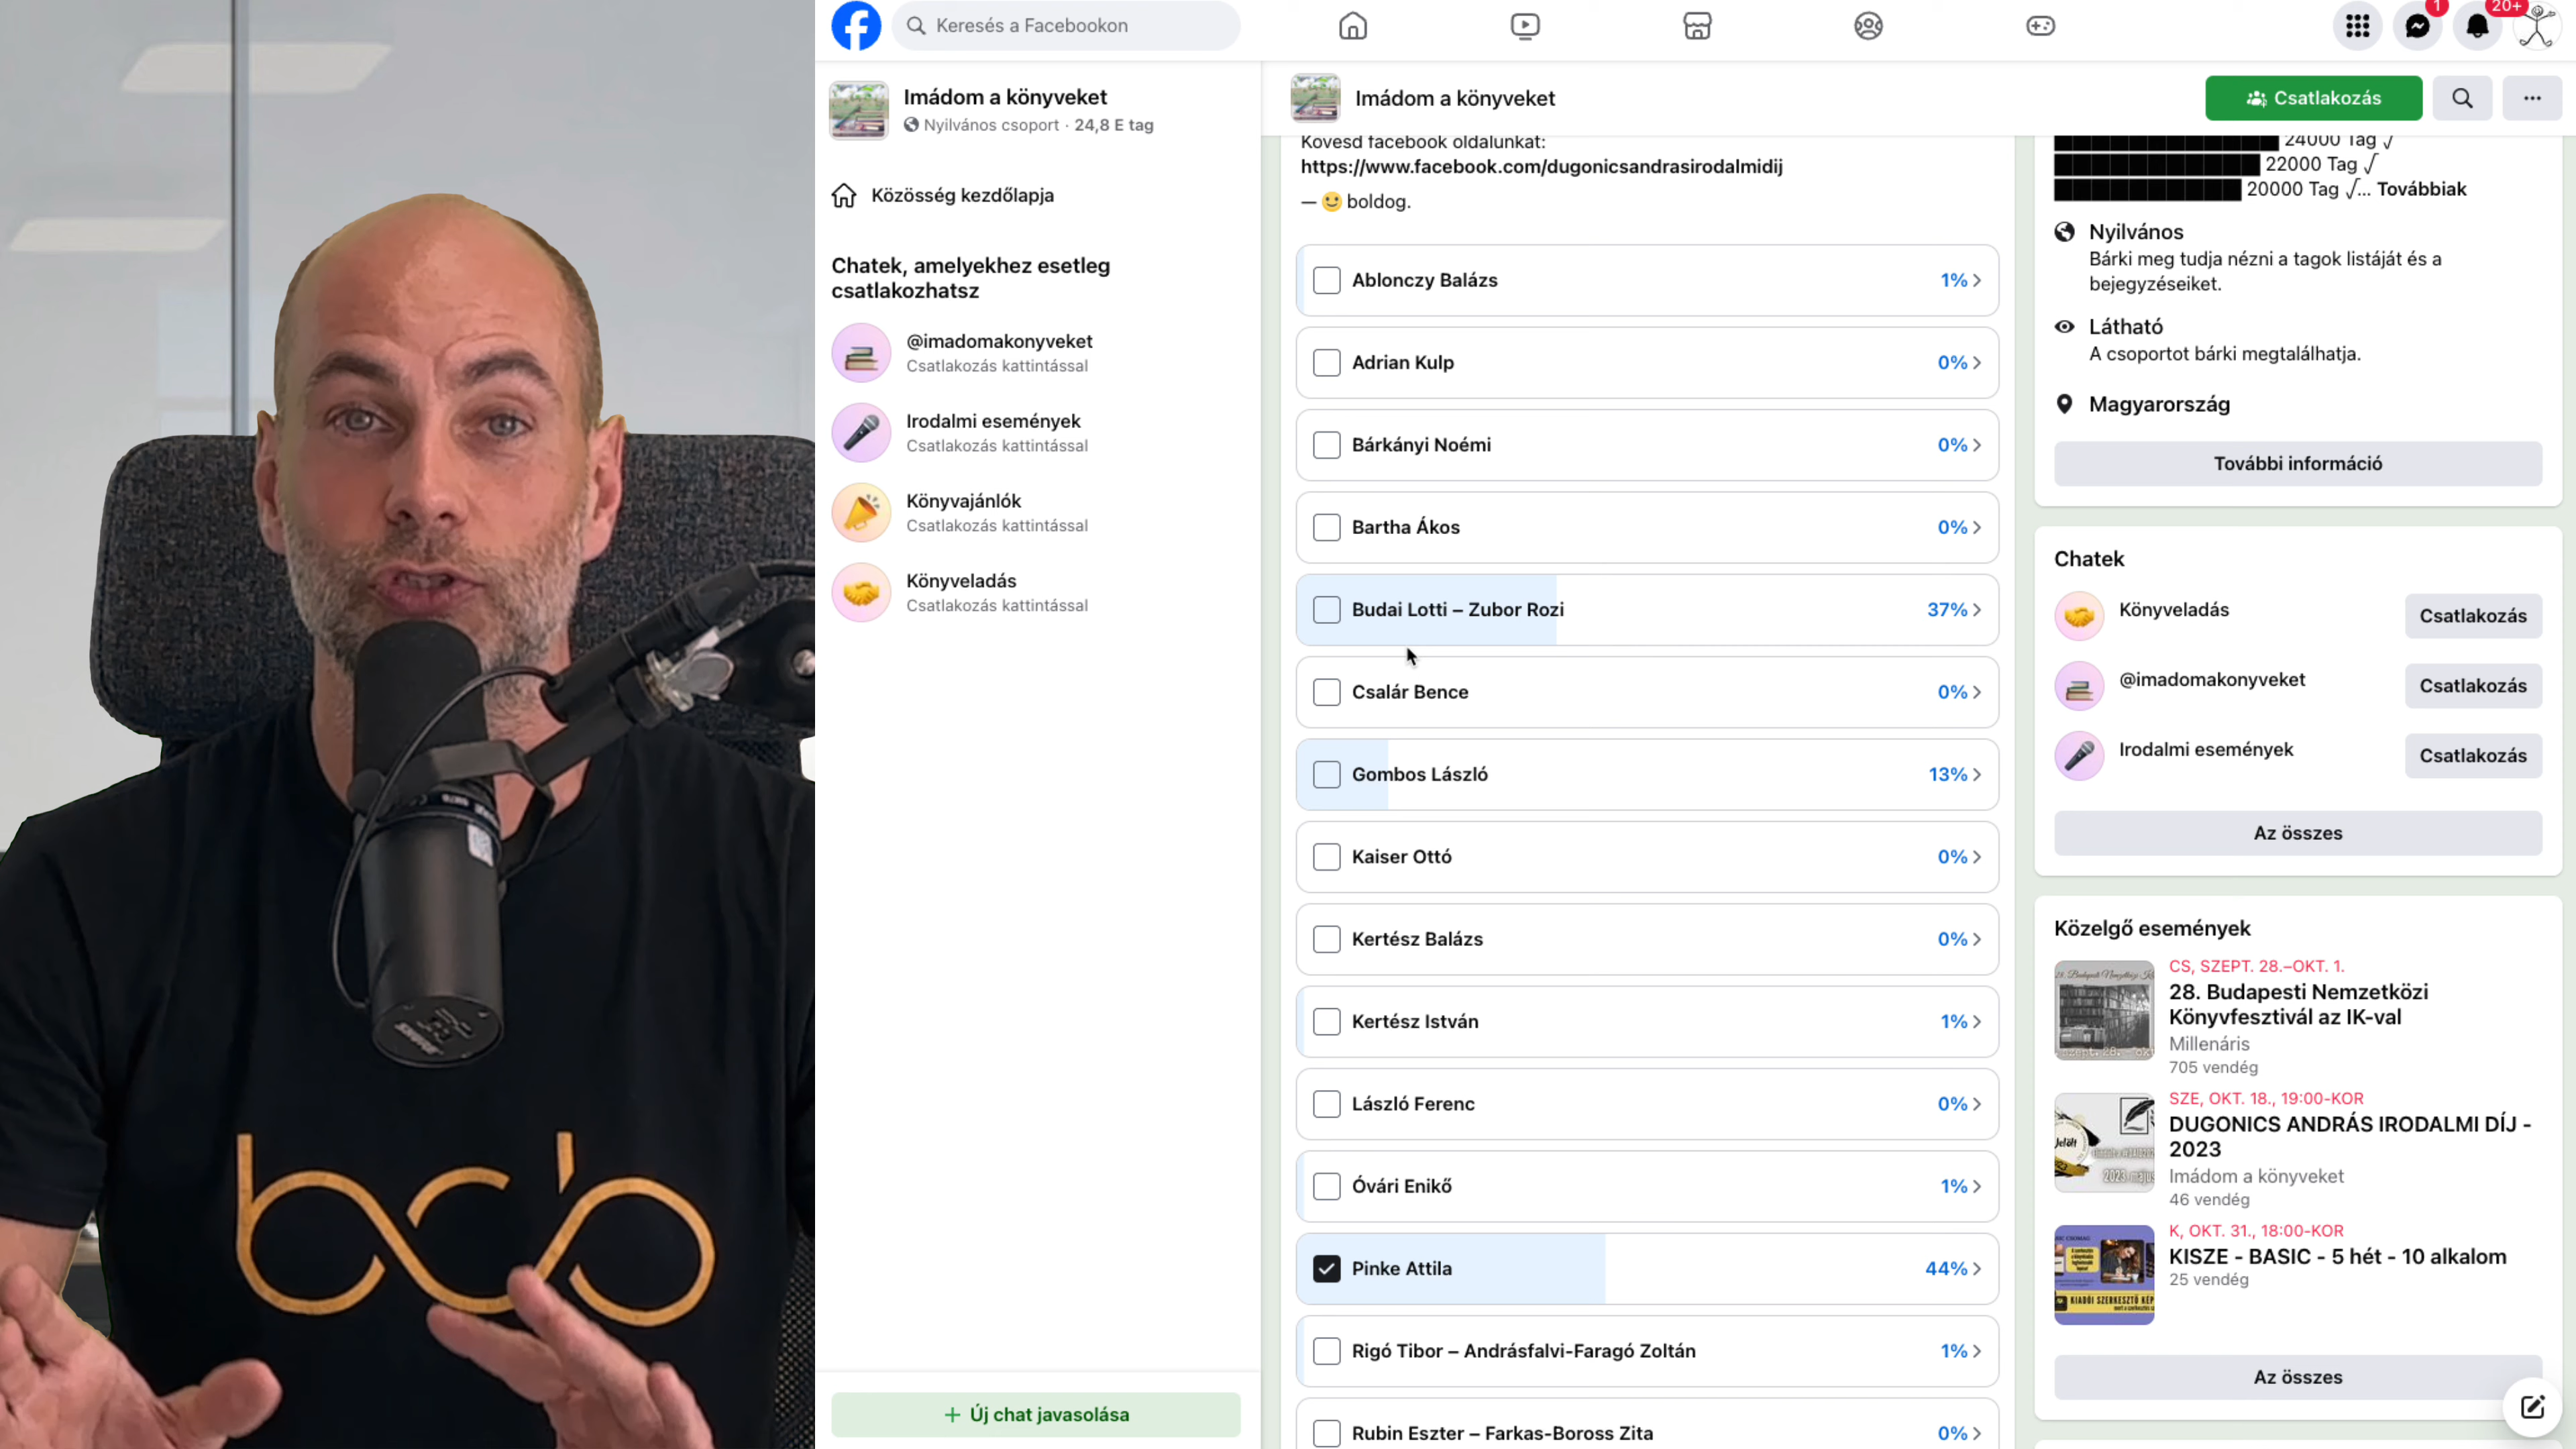 bcb
Keresés a Facebookon
1
20+
Imádom a könyveket
Nyilvános csoport · 24,8 E tag
Közösség kezdőlapja
Chatek, amelyekhez esetleg
csatlakozhatsz
@imadomakonyveket
Csatlakozás kattintással
Irodalmi események
Csatlakozás kattintással
Könyvajánlók
Csatlakozás kattintással
Könyveladás
Csatlakozás kattintással
+ Új chat javasolása
Imádom a könyveket
Csatlakozás
Kövesd facebook oldalunkat:
https://www.facebook.com/dugonicsandrasirodalmidij
— 🙂 boldog.
Ablonczy Balázs 1%
Adrian Kulp 0%
Bárkányi Noémi 0%
Bartha Ákos 0%
Budai Lotti – Zubor Rozi 37%
Csalár Bence 0%
Gombos László 13%
Kaiser Ottó 0%
Kertész Balázs 0%
Kertész István 1%
László Ferenc 0%
Óvári Enikő 1%
Pinke Attila 44%
Rigó Tibor – Andrásfalvi-Faragó Zoltán 1%
Rubin Eszter – Farkas-Boross Zita 0%
24000 Tag √
22000 Tag √
20000 Tag √... Továbbiak
Nyilvános
Bárki meg tudja nézni a tagok listáját és a
bejegyzéseiket.
Látható
A csoportot bárki megtalálhatja.
Magyarország
További információ
Chatek
Könyveladás
Csatlakozás
@imadomakonyveket
Csatlakozás
Irodalmi események
Csatlakozás
Az összes
Közelgő események
CS, SZEPT. 28.–OKT. 1.
28. Budapesti Nemzetközi
Könyvfesztivál az IK-val
Millenáris
705 vendég
SZE, OKT. 18., 19:00-KOR
DUGONICS ANDRÁS IRODALMI DÍJ -
2023
Imádom a könyveket
46 vendég
K, OKT. 31., 18:00-KOR
KISZE - BASIC - 5 hét - 10 alkalom
25 vendég
Az összes